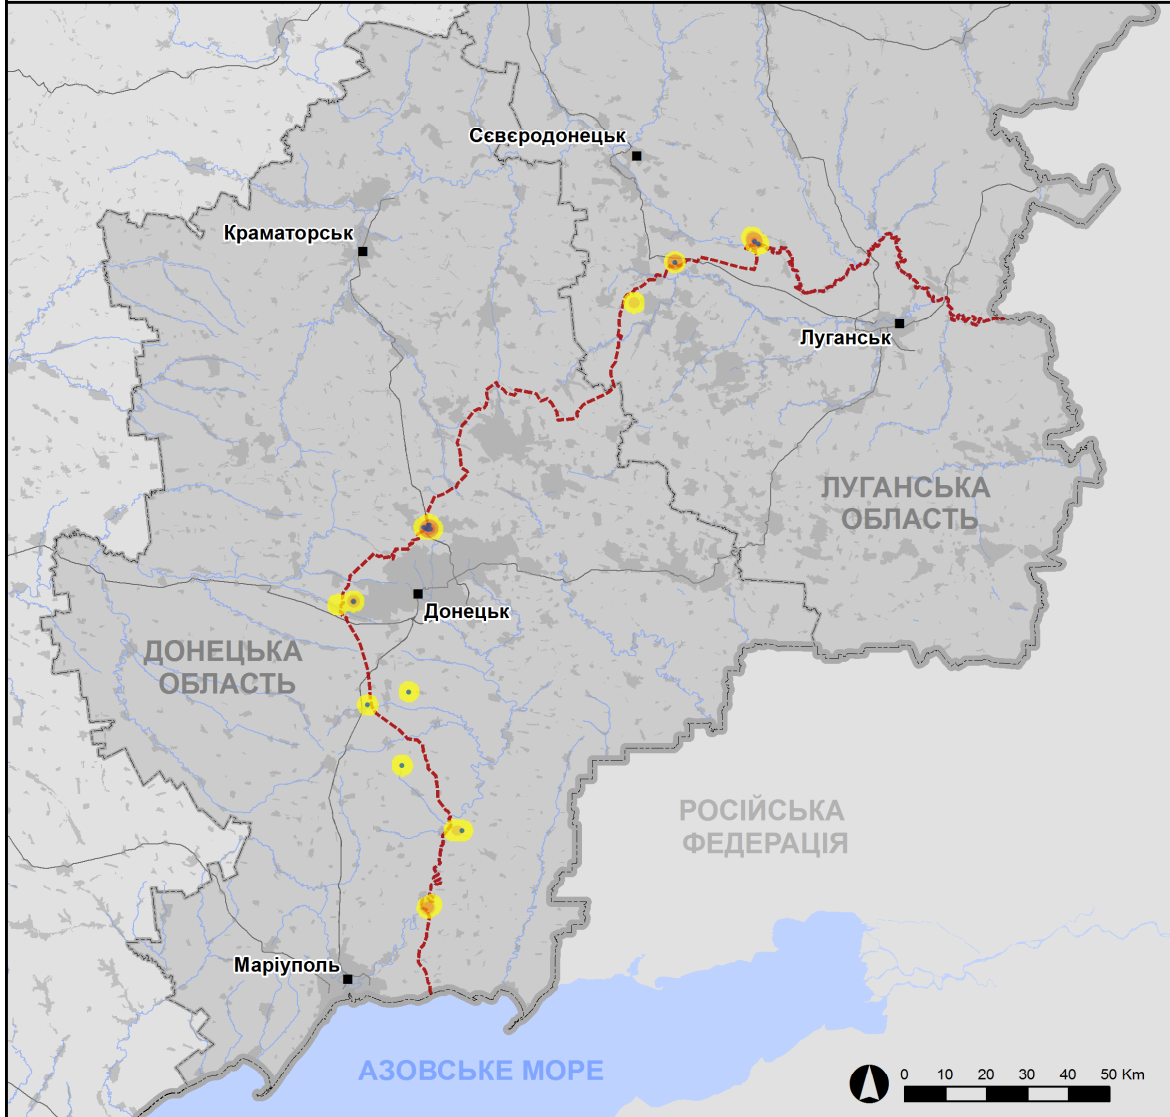 Сєвєродонецьк
Краматорськ
Луганськ
ЛУГАНСЬКА
ОБЛАСТЬ
Донецьк
ДОНЕЦЬКА
ОБЛАСТЬ
РОСІЙСЬКА
ФЕДЕРАЦІЯ
Маріуполь
АЗОВСЬКЕ МОРЕ
0 10 20 30 40 50 Km